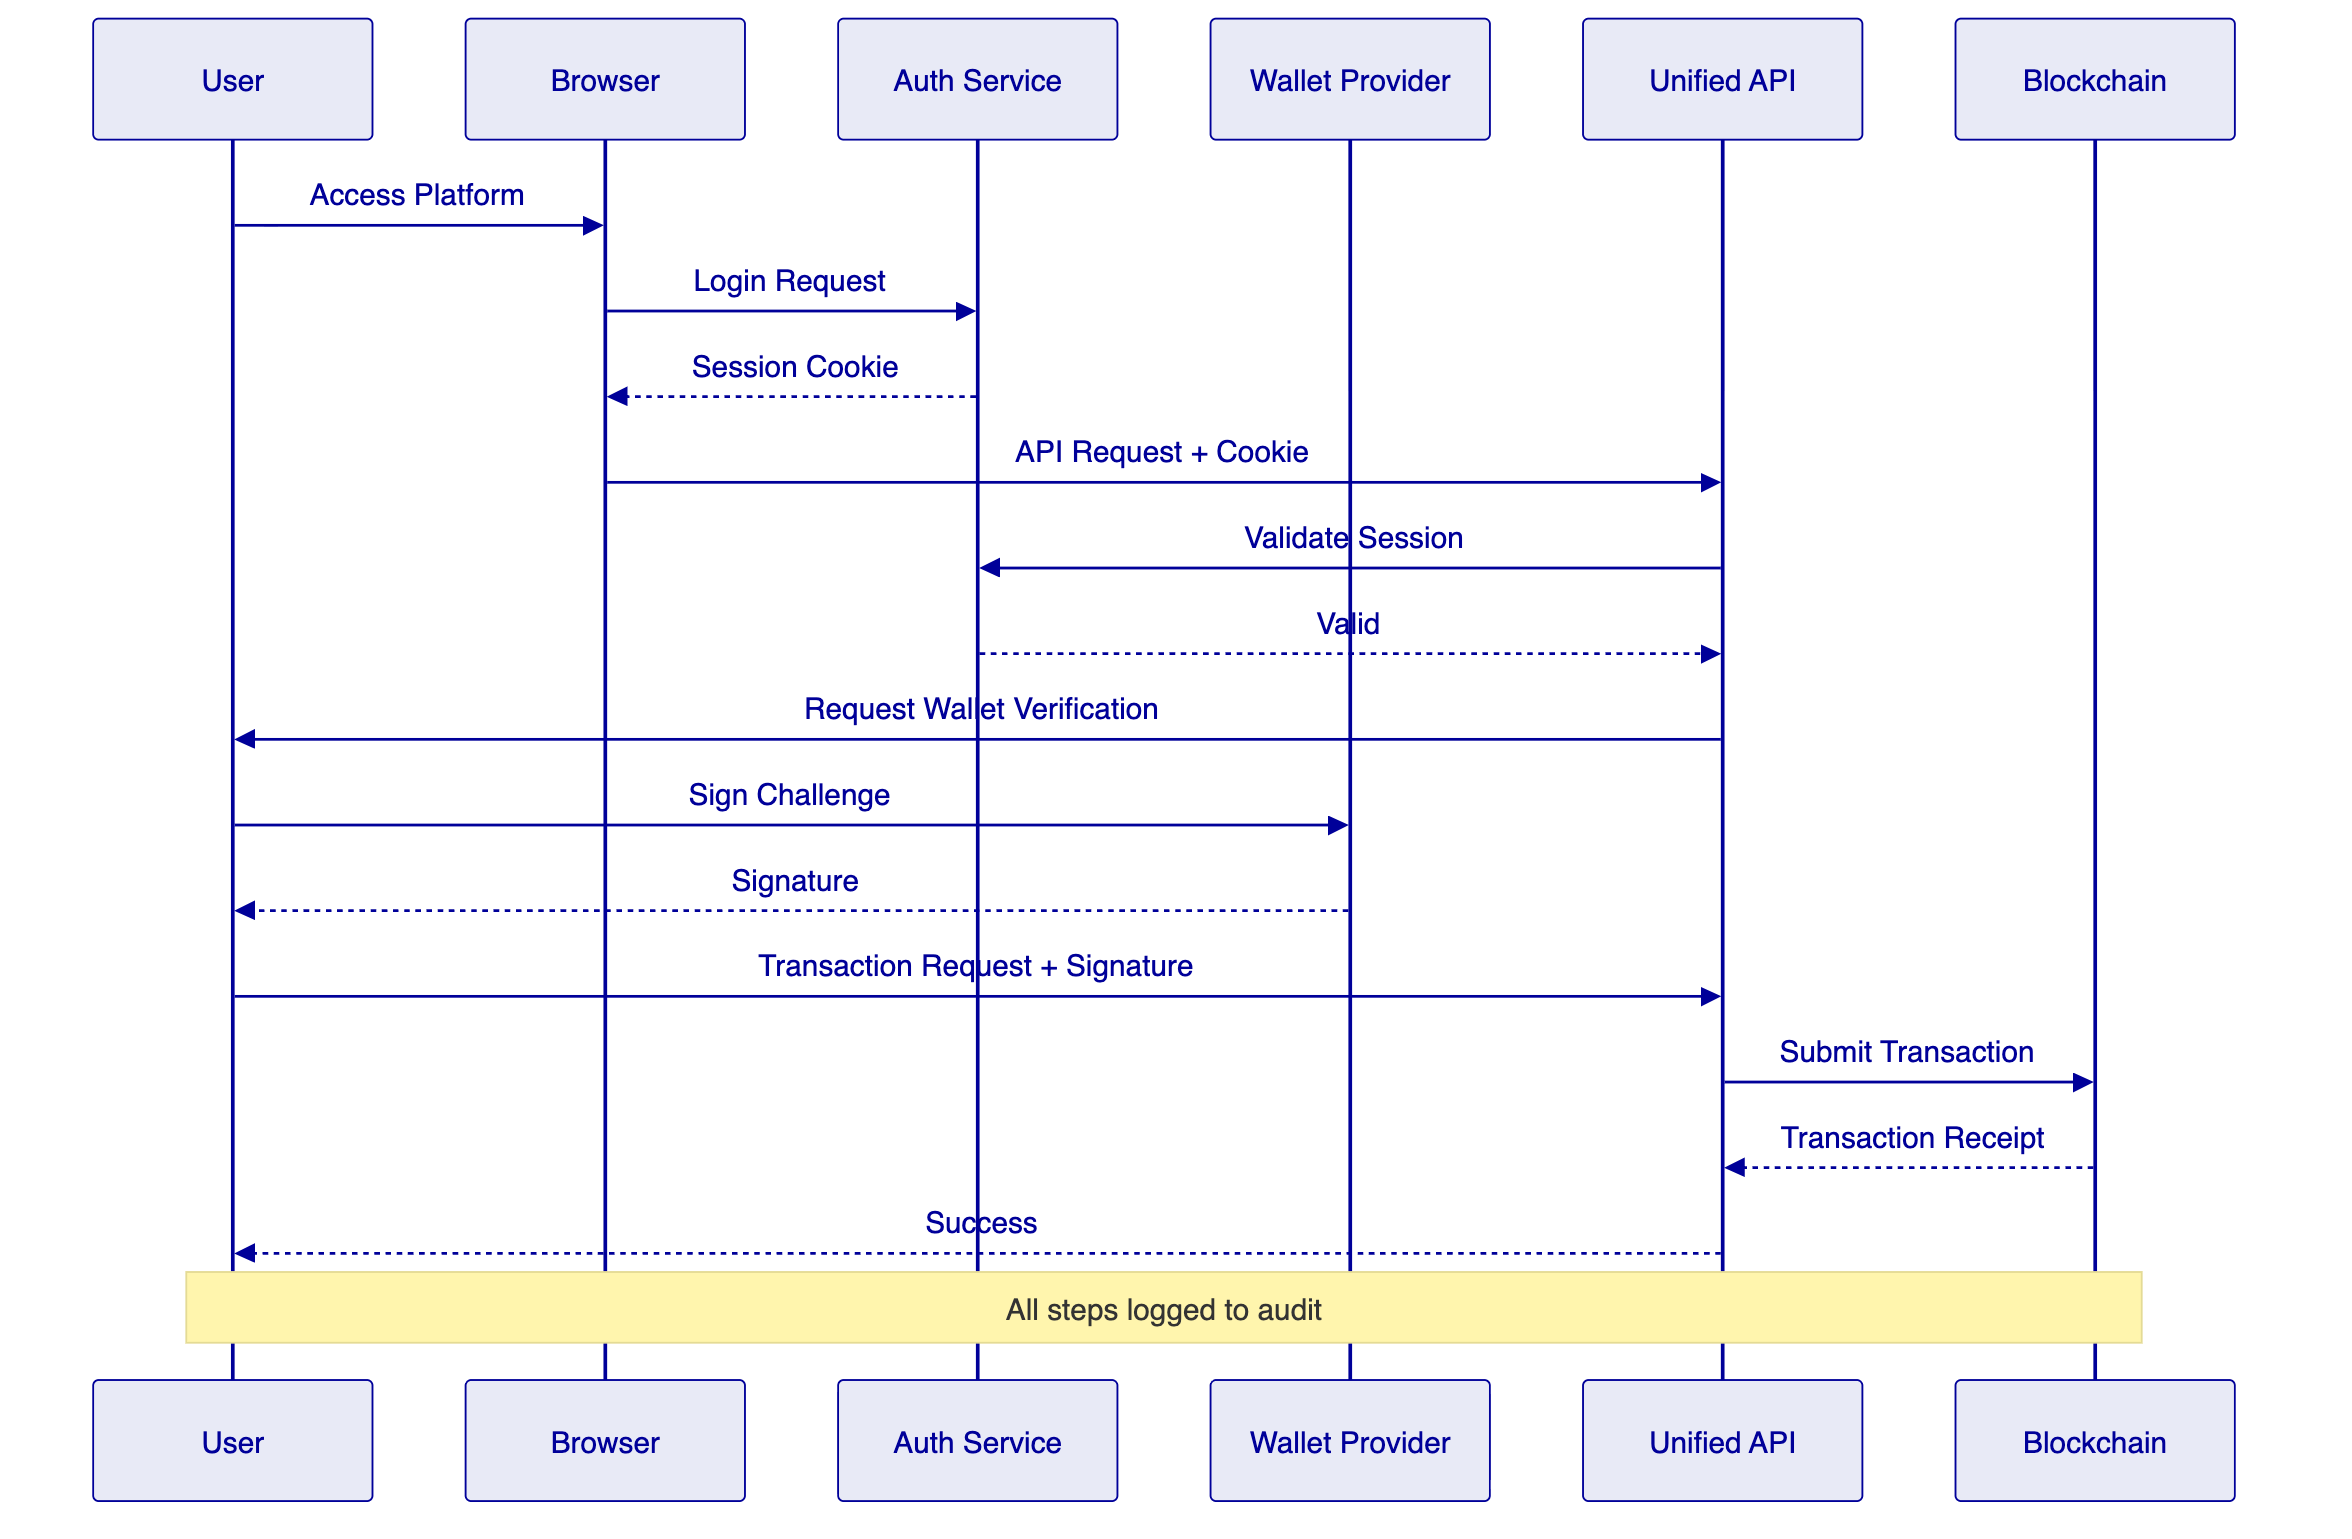 User
Browser
Auth Service
Wallet Provider
Unified API
Blockchain
Access Platform
Login Request
Session Cookie
API Request + Cookie
Validate Session
Valid
Request Wallet Verification
Sign Challenge
Signature
Transaction Request + Signature
Submit Transaction
Transaction Receipt
Success
All steps logged to audit
User
Browser
Auth Service
Wallet Provider
Unified API
Blockchain